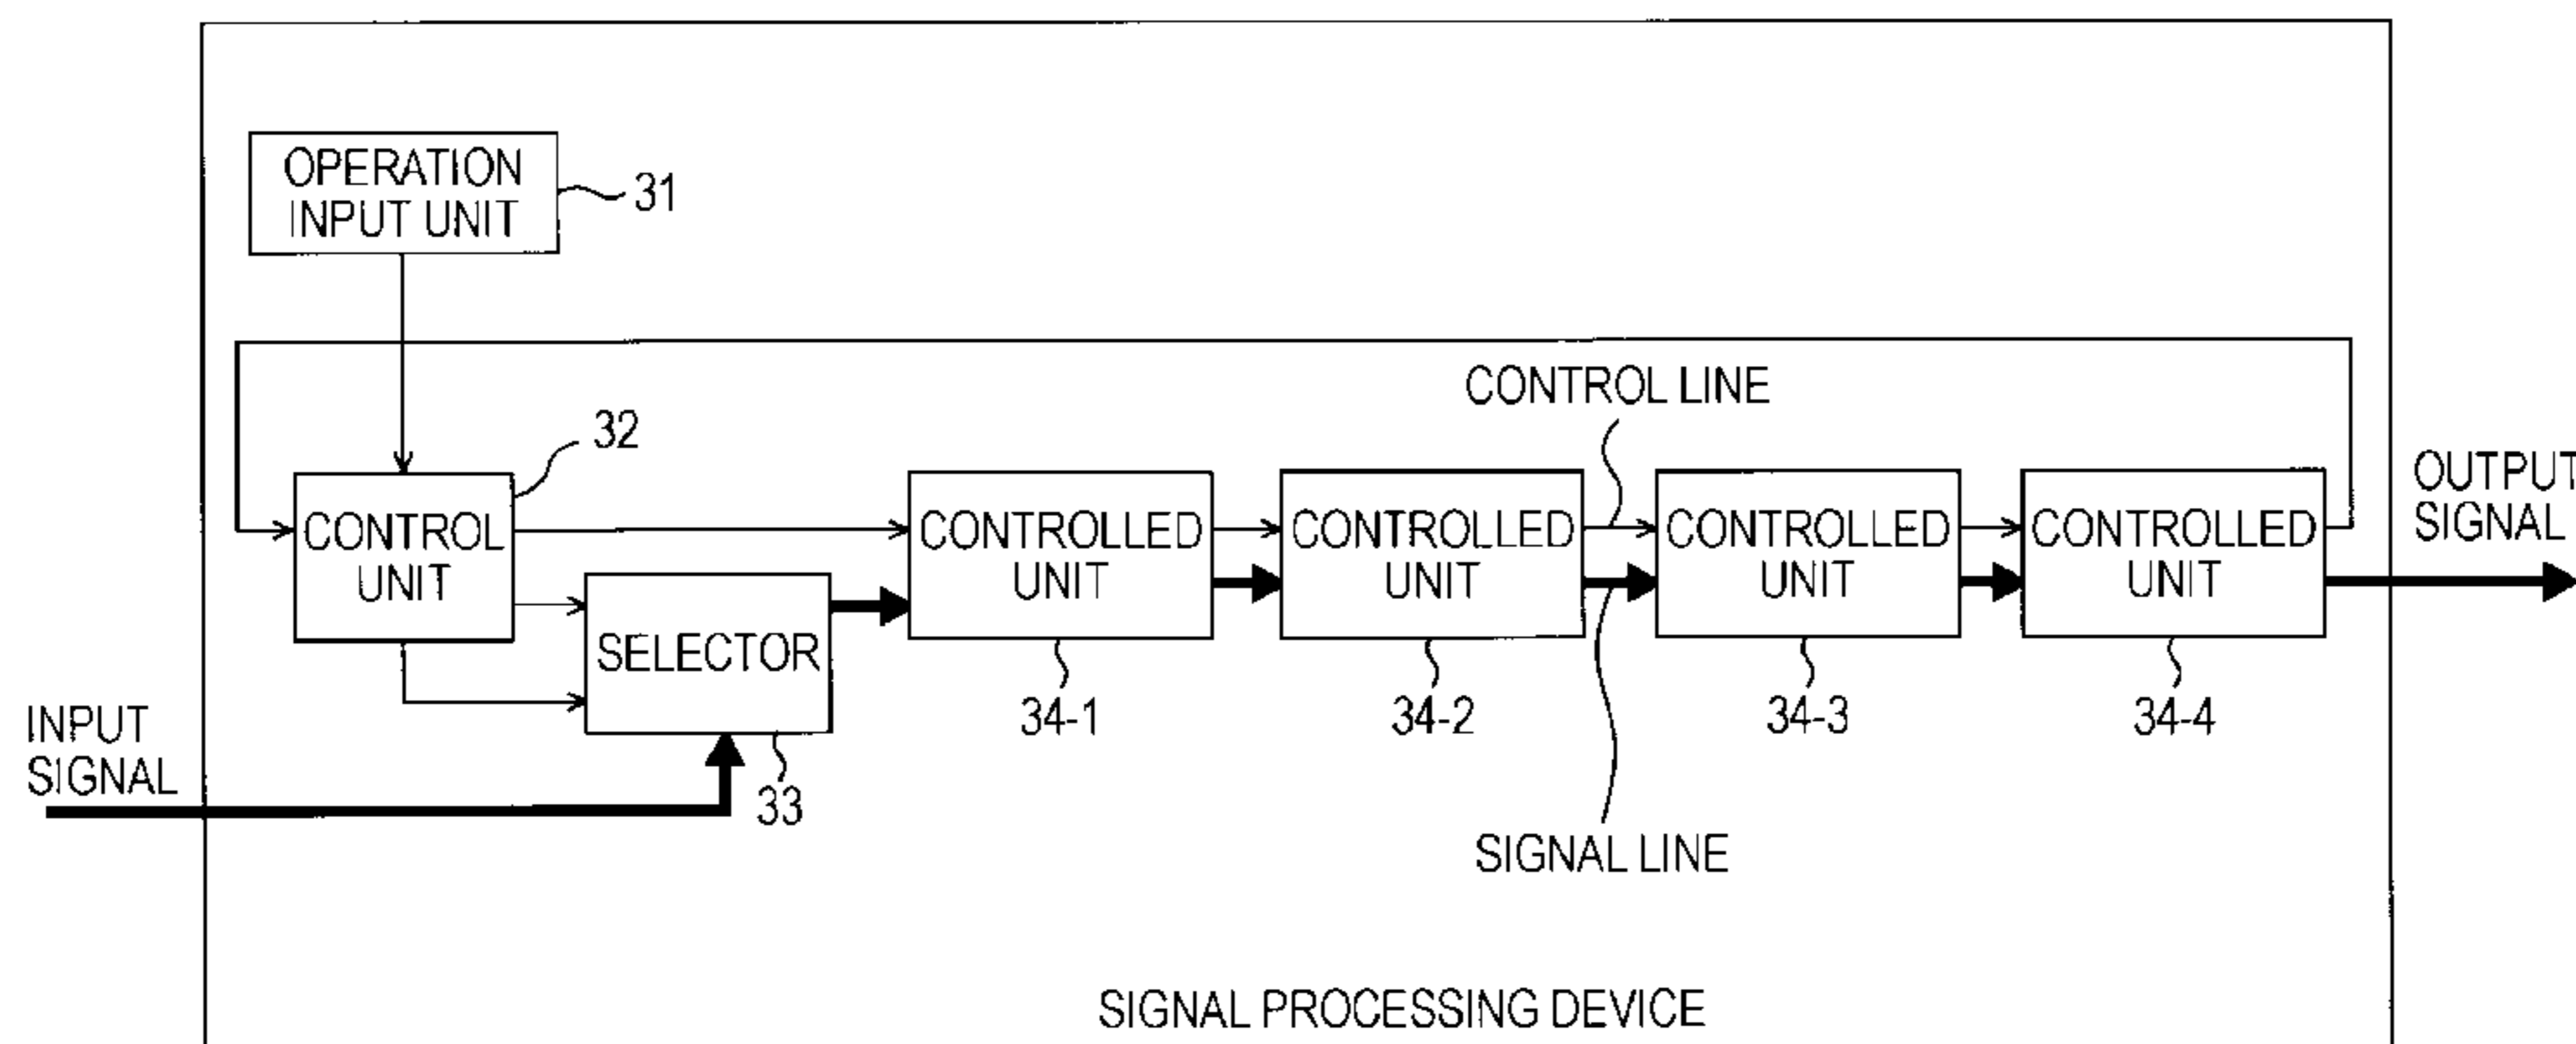 OPERATION
INPUT UNIT
31
CONTROL LINE
32
CONTROL
UNIT
CONTROLLED
UNIT
CONTROLLED
UNIT
CONTROLLED
UNIT
CONTROLLED
UNIT
OUTPUT
SIGNAL
SELECTOR
34-1
34-2
34-3
34-4
INPUT
SIGNAL
33
SIGNAL LINE
SIGNAL PROCESSING DEVICE